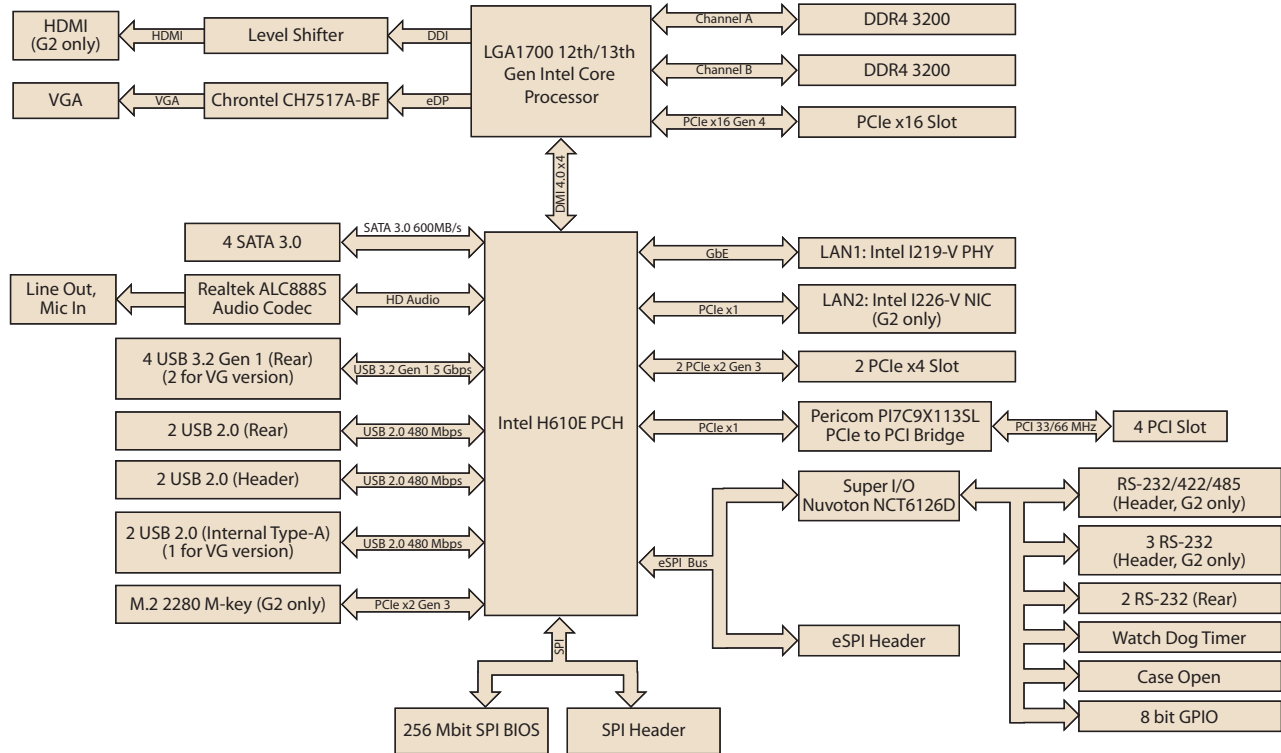 HDMI
(G2 only)
HDMI
Level Shifter
DDI
VGA
VGA
Chrontel CH7517A-BF
eDP
LGA1700 12th/13th
Gen Intel Core
Processor
Channel A
DDR4 3200
Channel B
DDR4 3200
PCIe x16 Gen 4
PCIe x16 Slot
DMI 4.0 x4
4 SATA 3.0
SATA 3.0 600MB/s
Line Out,
Mic In
Realtek ALC888S
Audio Codec
HD Audio
4 USB 3.2 Gen 1 (Rear)
(2 for VG version)
USB 3.2 Gen 1 5 Gbps
2 USB 2.0 (Rear)
USB 2.0 480 Mbps
2 USB 2.0 (Header)
USB 2.0 480 Mbps
2 USB 2.0 (Internal Type-A)
(1 for VG version)
USB 2.0 480 Mbps
M.2 2280 M-key (G2 only)
PCIe x2 Gen 3
Intel H610E PCH
GbE
LAN1: Intel I219-V PHY
PCIe x1
LAN2: Intel I226-V NIC
(G2 only)
2 PCIe x2 Gen 3
2 PCIe x4 Slot
PCIe x1
Pericom PI7C9X113SL
PCIe to PCI Bridge
PCI 33/66 MHz
4 PCI Slot
eSPI Bus
Super I/O
Nuvoton NCT6126D
eSPI Header
RS-232/422/485
(Header, G2 only)
3 RS-232
(Header, G2 only)
2 RS-232 (Rear)
Watch Dog Timer
Case Open
8 bit GPIO
SPI
256 Mbit SPI BIOS
SPI Header